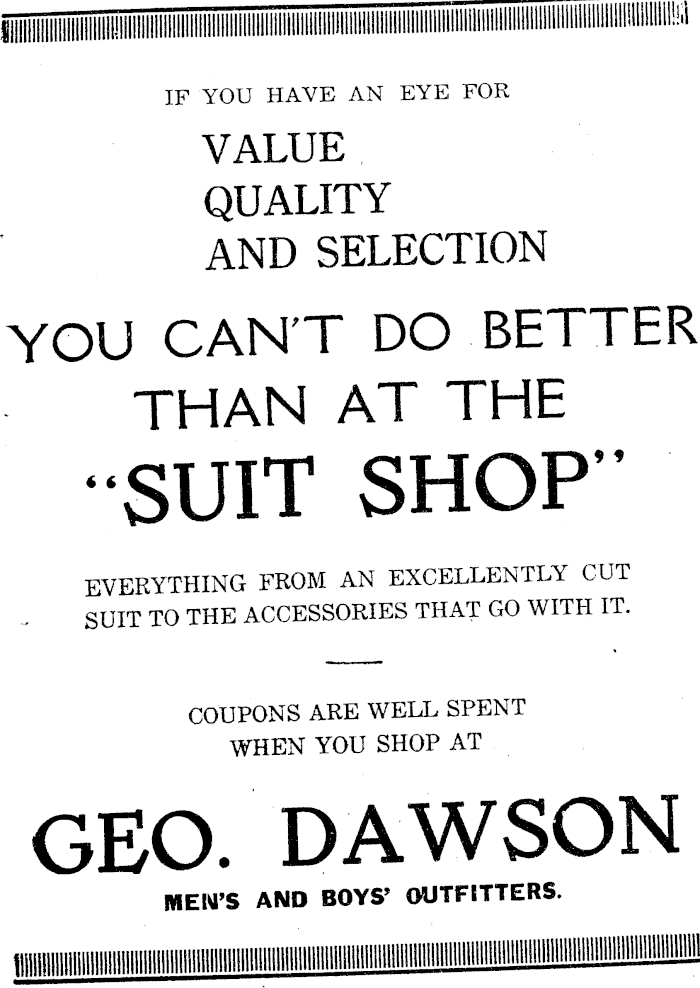 IF YOU HAVE AN EYE FOR
VALUE
QUALITY
AND SELECTION
YOU CAN'T DO BETTER
THAN AT THE
“SUIT SHOP”
EVERYTHING FROM AN EXCELLENTLY CUT
SUIT TO THE ACCESSORIES THAT GO WITH IT.
COUPONS ARE WELL SPENT
WHEN YOU SHOP AT
GEO. DAWSON
MEN'S AND BOYS' OUTFITTERS.